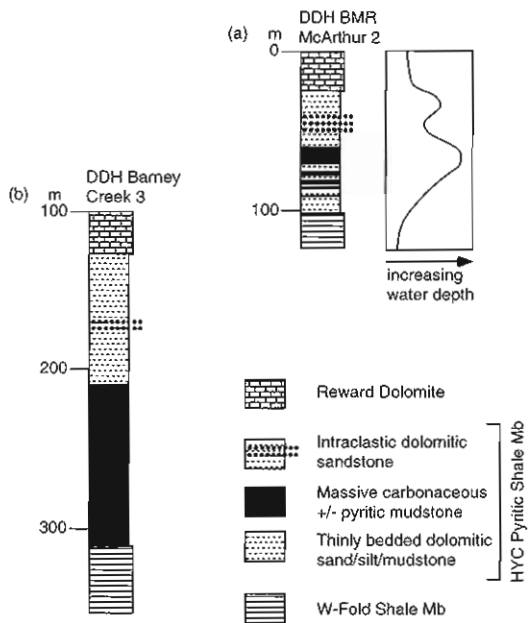 (a)
DDH BMR
McArthur 2
m
0
100
increasing
water depth
(b)
DDH Barney
Creek 3
m
100
200
300
Reward Dolomite
Intraclastic dolomitic
sandstone
Massive carbonaceous
+/- pyritic mudstone
Thinly bedded dolomitic
sand/silt/mudstone
HYC Pyritic Shale Mb
W-Fold Shale Mb